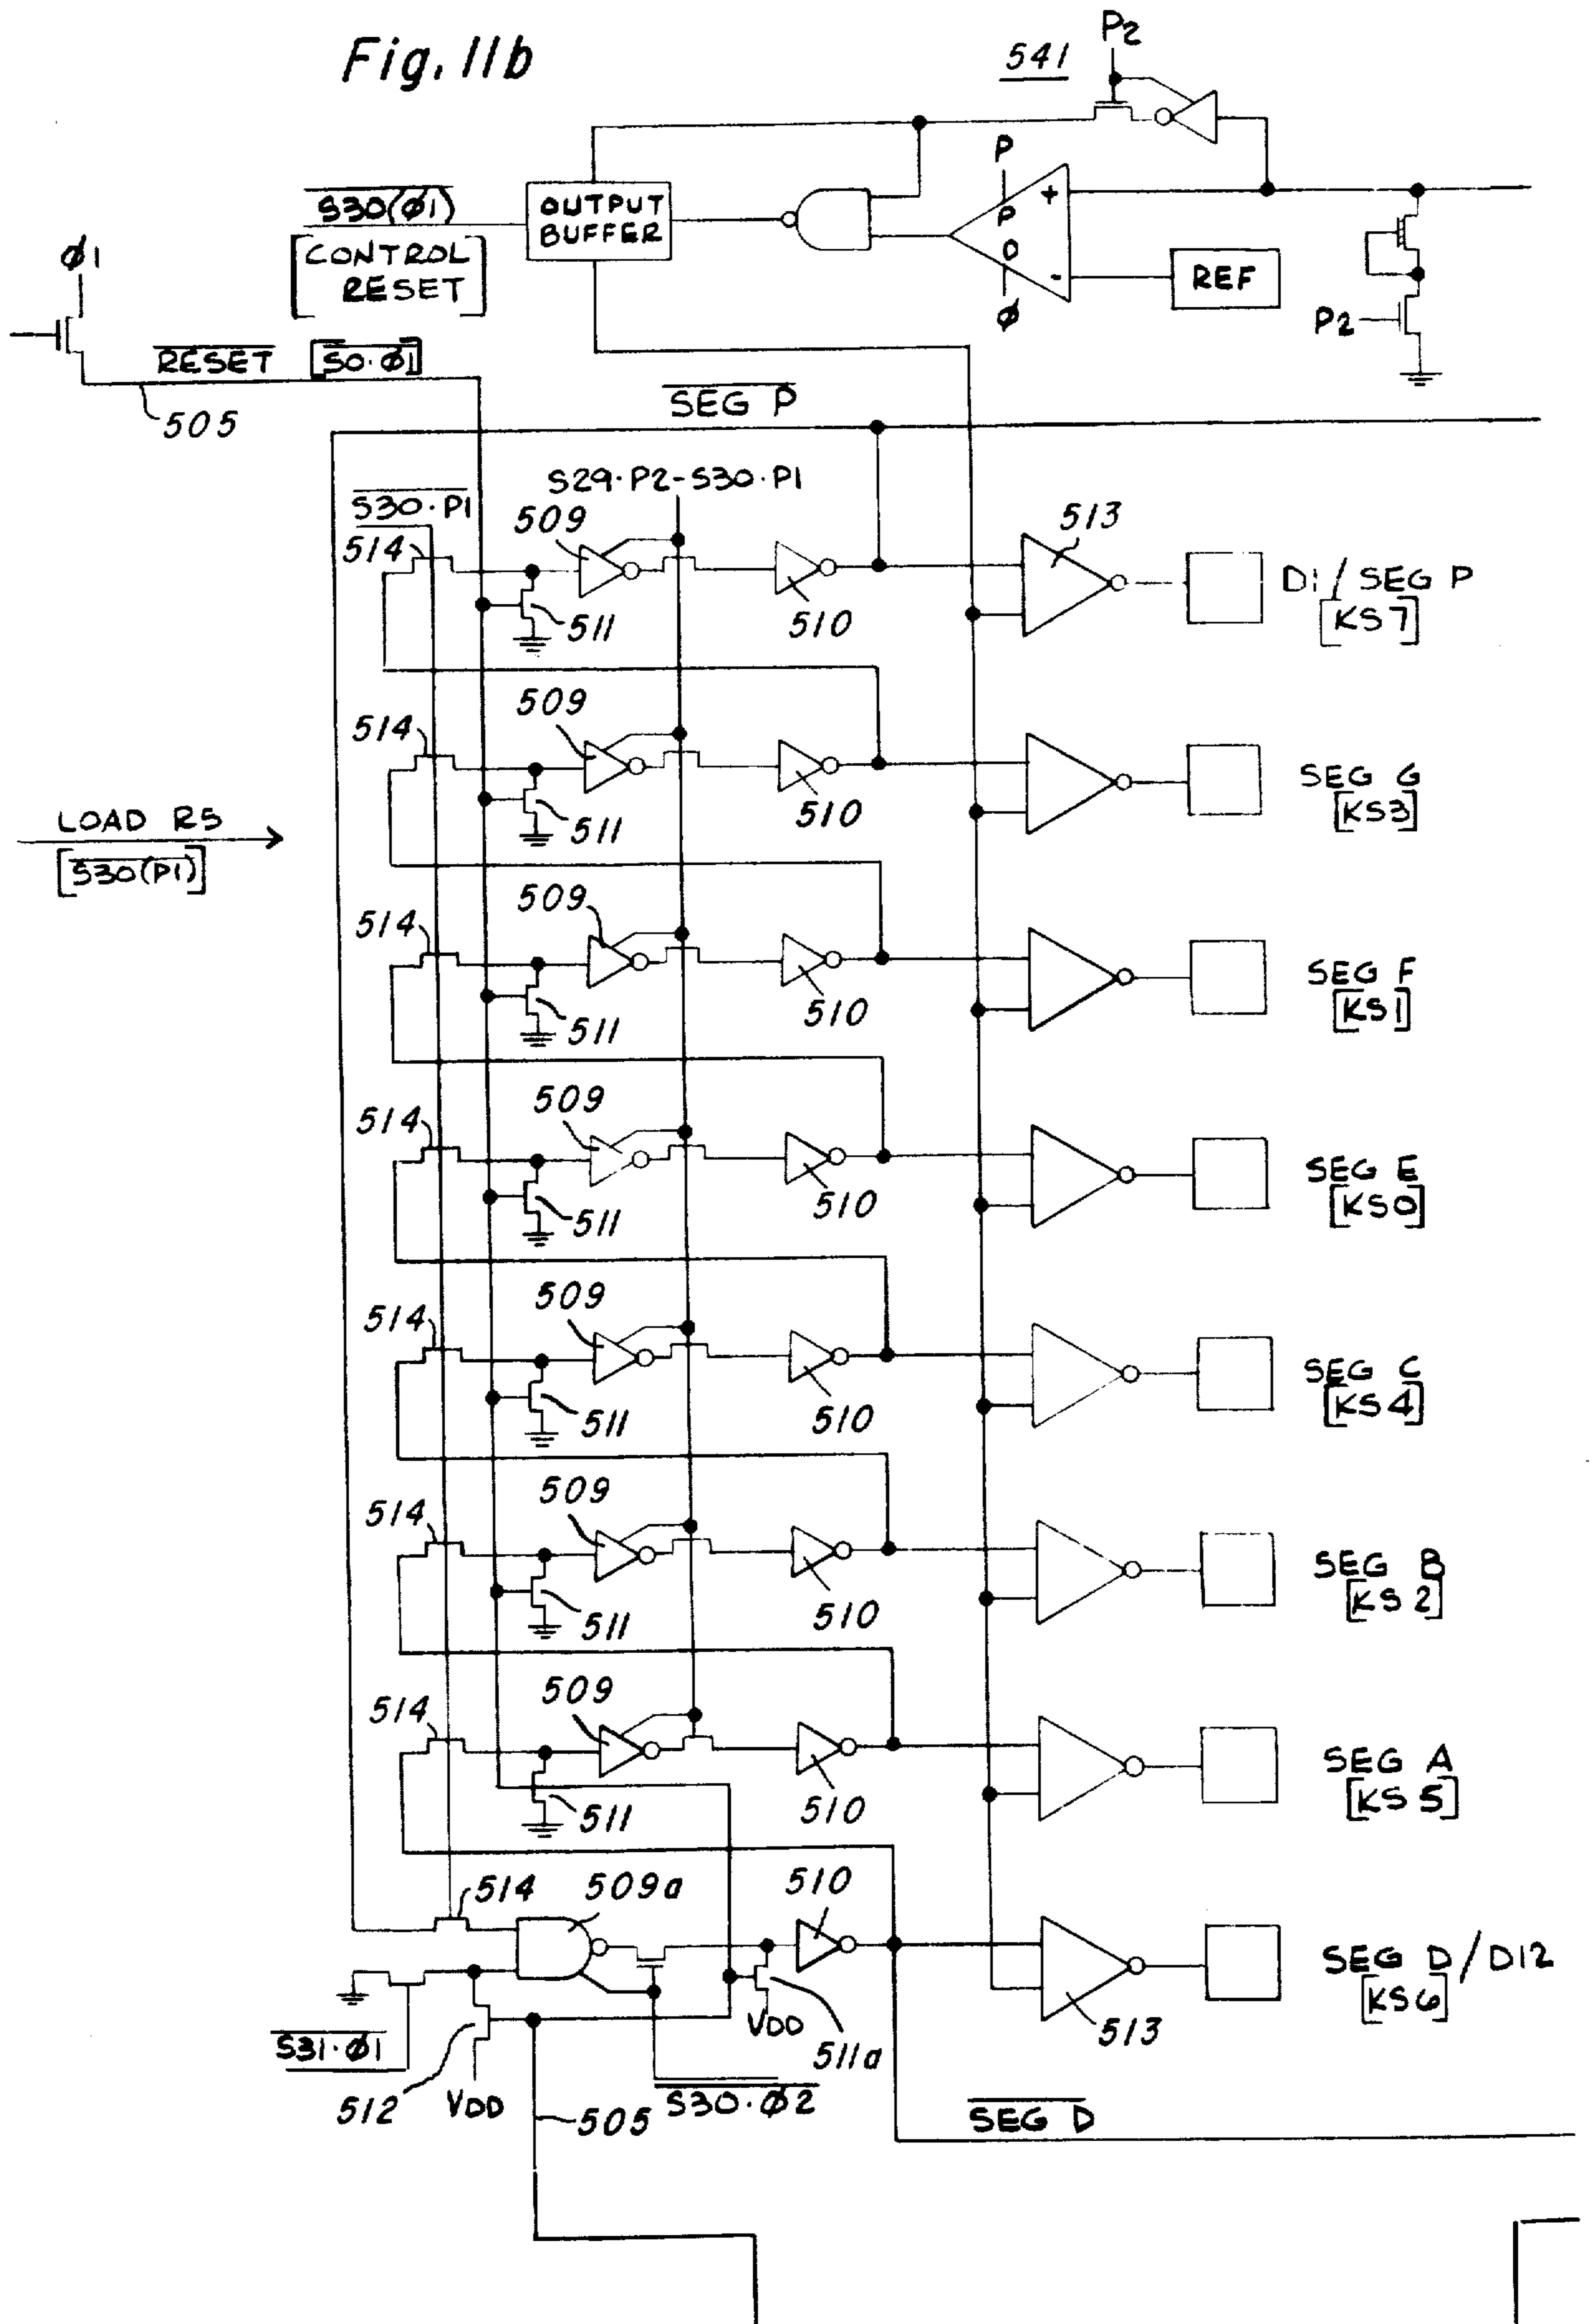 Fig. 11b
541
P2
S30(ϕ1)
[CONTROL RESET]
OUTPUT BUFFER
P
+
P
O
-
ϕ
REF
P2
ϕ1
RESET [S0·ϕ1]
505
SEG P
S30·P1
S29·P2-S30·P1
514
509
511
510
513
D1/SEG P
[KS7]
514
509
511
510
SEG G
[KS3]
LOAD R5
[S30(P1)]
514
509
511
510
SEG F
[KS1]
514
509
511
510
SEG E
[KS0]
514
509
511
510
SEG C
[KS4]
514
509
511
510
SEG B
[KS2]
514
509
511
510
SEG A
[KS5]
514
509a
510
SEG D/D12
[KS6]
513
S31·ϕ1
512
VDD
505
S30·ϕ2
VDD
511a
SEG D